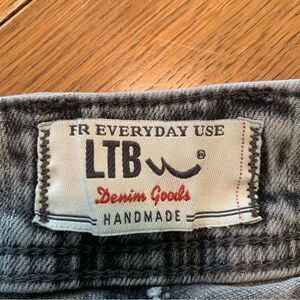 FR EVERYDAY USE
LTB ®
Denim Goods
HANDMADE